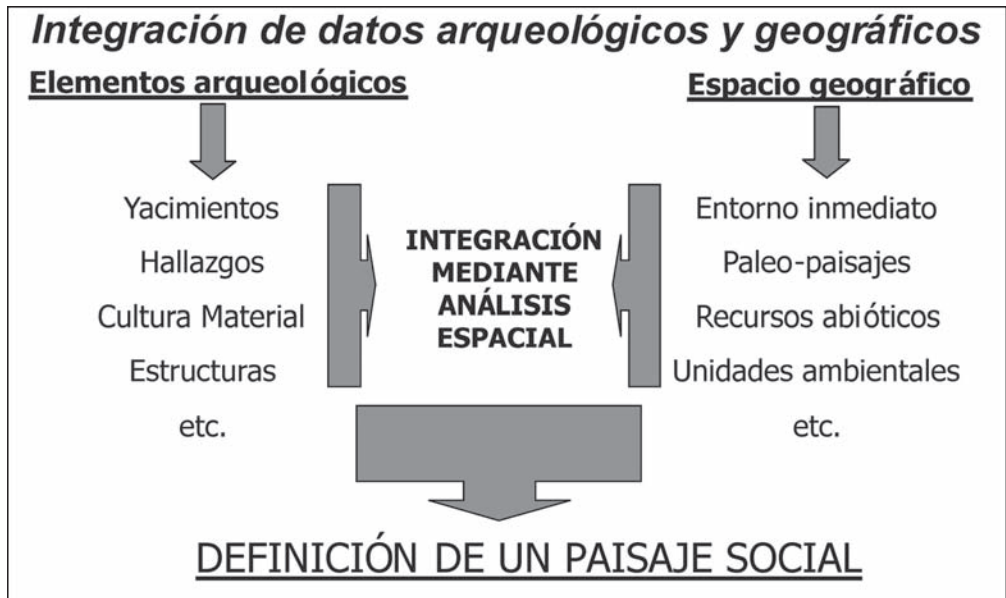 Integración de datos arqueológicos y geográficos
Elementos arqueológicos
Yacimientos
Hallazgos
Cultura Material
Estructuras
etc.
INTEGRACIÓN
MEDIANTE
ANÁLISIS
ESPACIAL
Espacio geográfico
Entorno inmediato
Paleo-paisajes
Recursos abióticos
Unidades ambientales
etc.
DEFINICIÓN DE UN PAISAJE SOCIAL